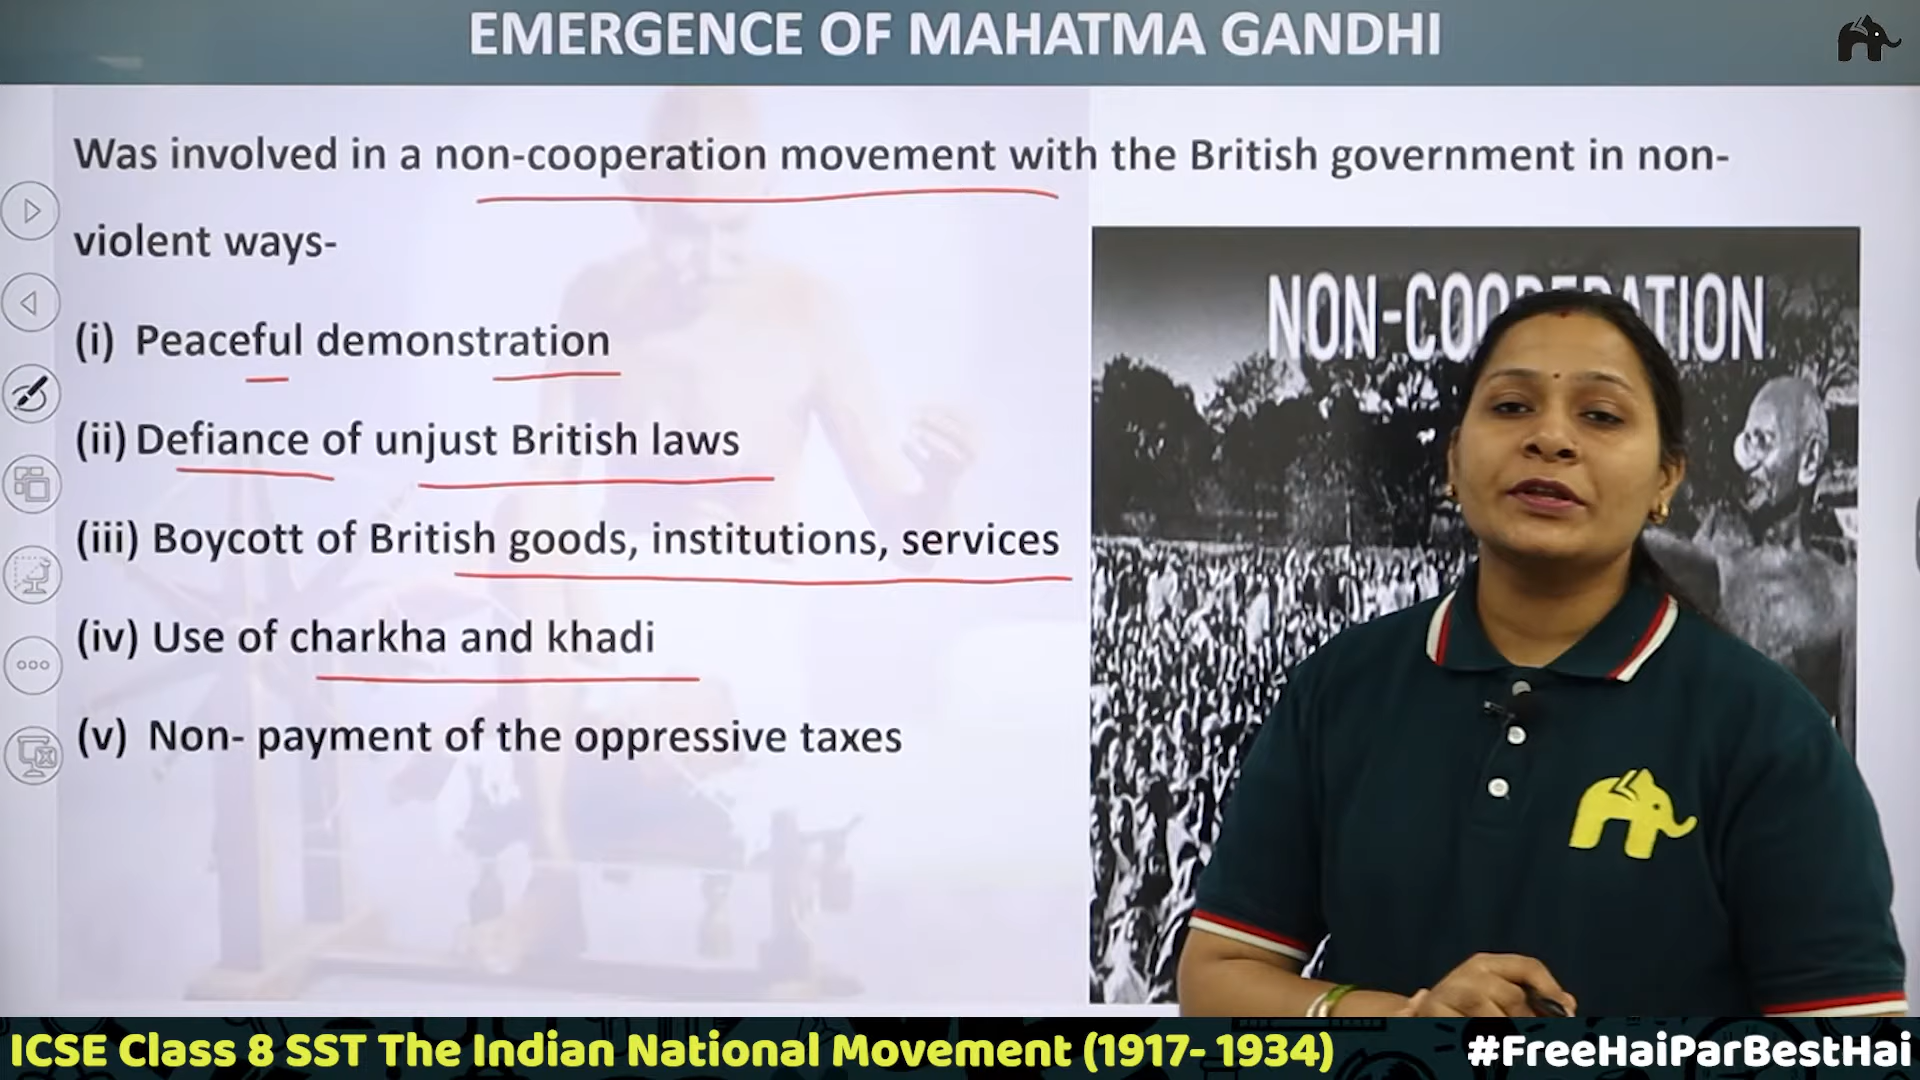 EMERGENCE OF MAHATMA GANDHI
Was involved in a non-cooperation movement with the British government in non-
violent ways-
(i) Peaceful demonstration
(ii) Defiance of unjust British laws
(iii) Boycott of British goods, institutions, services
(iv) Use of charkha and khadi
(v) Non- payment of the oppressive taxes
NON-COOPERATION
ICSE Class 8 SST The Indian National Movement (1917- 1934)
#FreeHaiParBestHai